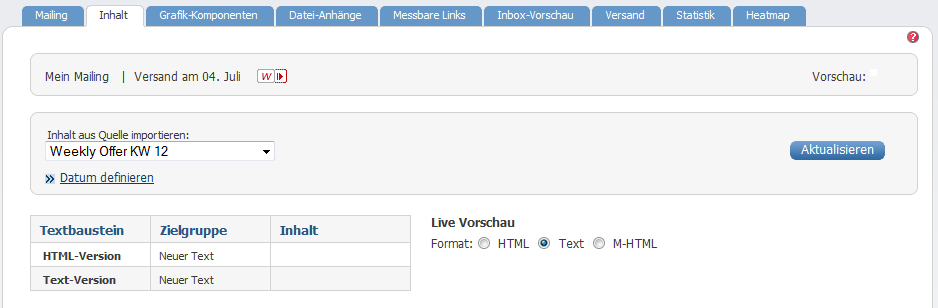 Mailing Inhalt Grafik-Komponenten Datei-Anhänge Messbare Links Inbox-Vorschau Versand Statistik Heatmap
?
Mein Mailing | Versand am 04. Juli W Vorschau:
Inhalt aus Quelle importieren:
Weekly Offer KW 12 Aktualisieren
» Datum definieren
Textbaustein Zielgruppe Inhalt
HTML-Version Neuer Text
Text-Version Neuer Text
Live Vorschau
Format: HTML Text M-HTML